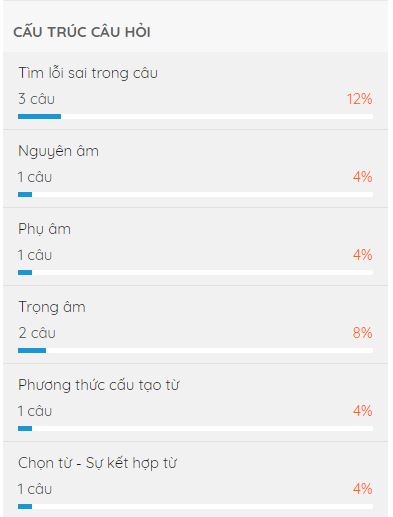 CẤU TRÚC CÂU HỎI
Tìm lỗi sai trong câu
3 câu 12%
Nguyên âm
1 câu 4%
Phụ âm
1 câu 4%
Trọng âm
2 câu 8%
Phương thức cấu tạo từ
1 câu 4%
Chọn từ - Sự kết hợp từ
1 câu 4%